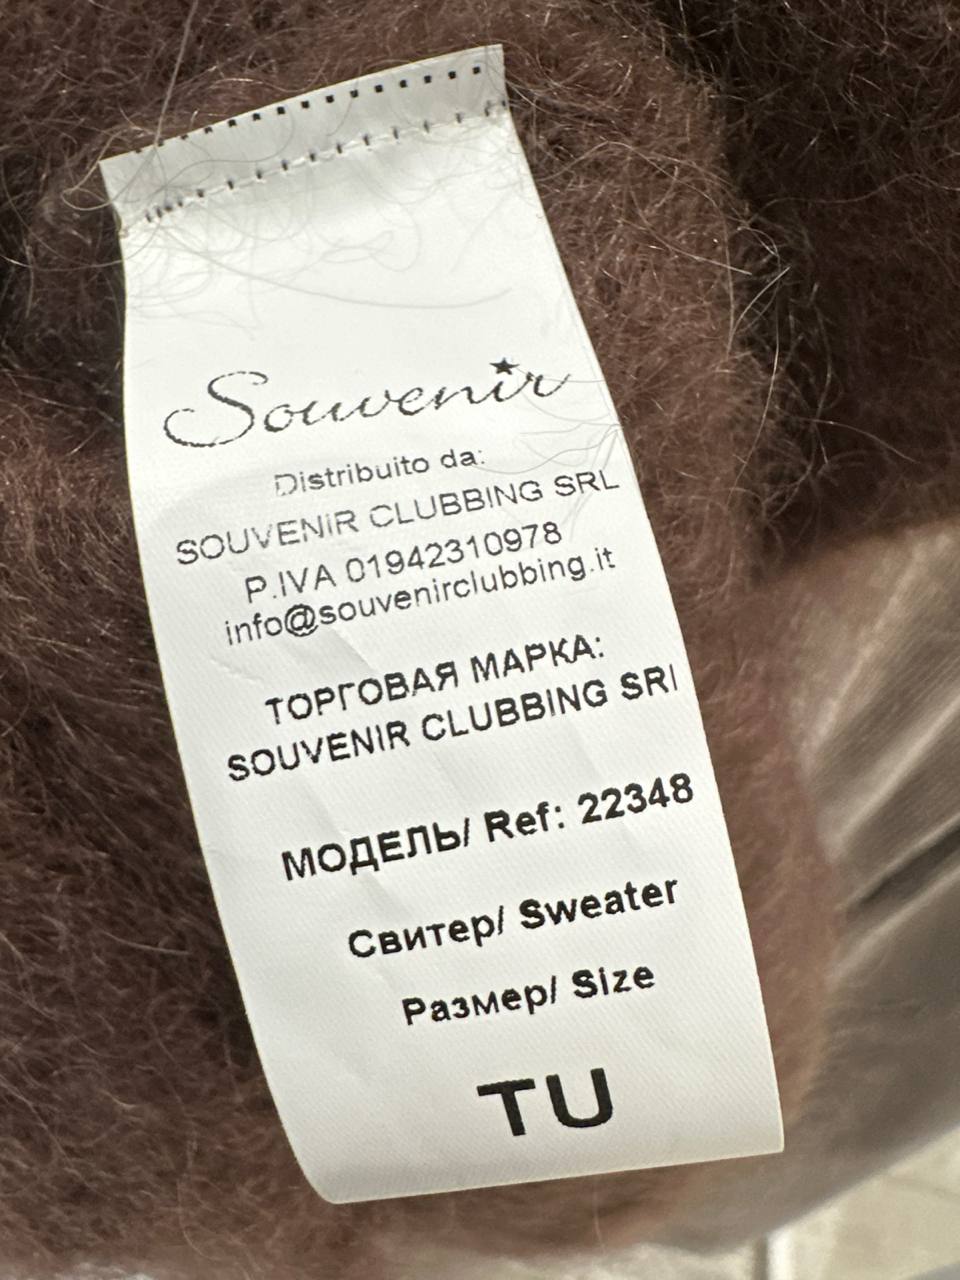 Souvenir
Distribuito da:
SOUVENIR CLUBBING SRL
P.IVA 01942310978
info@souvenirclubbing.it
ТОРГОВАЯ МАРКА:
SOUVENIR CLUBBING SRl
МОДЕЛЬ/ Ref: 22348
Свитер/ Sweater
Размер/ Size
TU